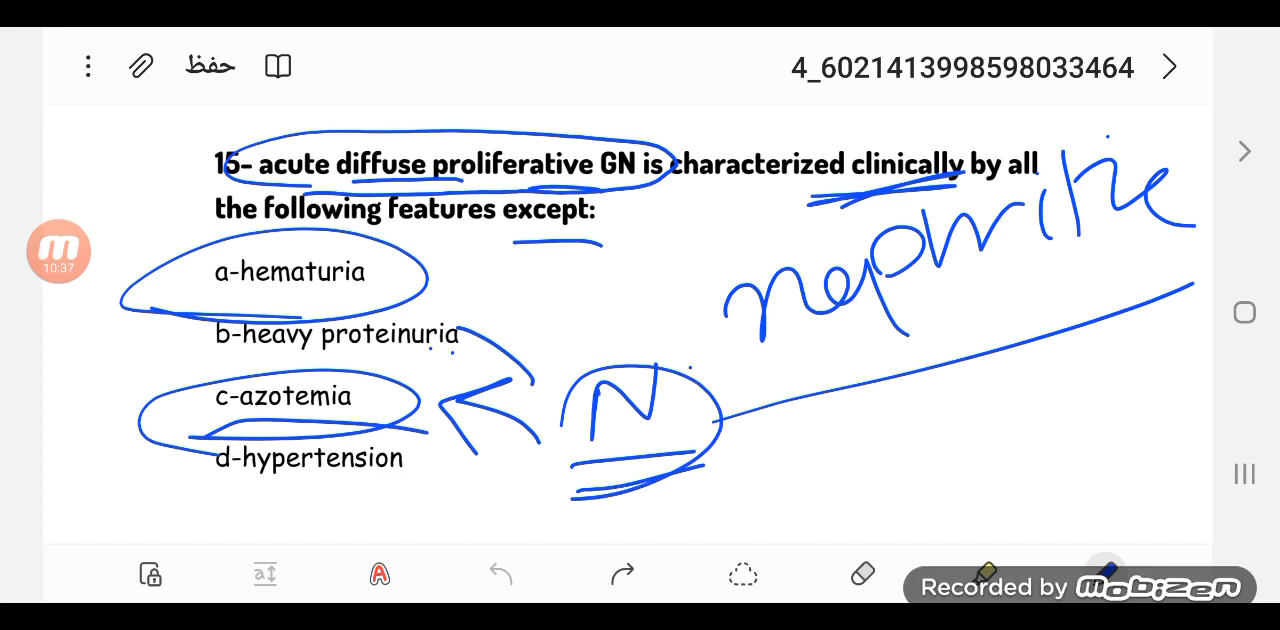 حفظ
4_6021413998598033464
15- acute diffuse proliferative GN is characterized clinically by all
the following features except:
nephritic
a-hematuria
10:37
b-heavy proteinuria
c-azotemia
N
d-hypertension
Recorded by mobizen